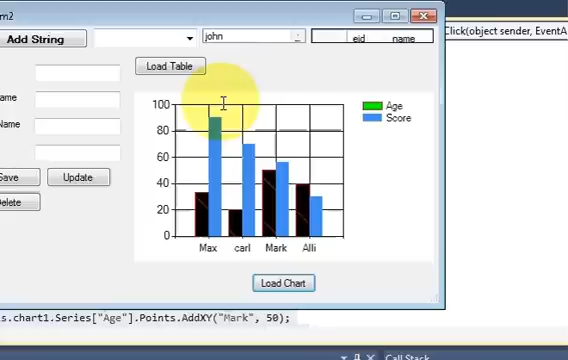 m2
Click(object sender, EventA
Add String
john
eid name
Load Table
100
80
60
40
20
0
Age
Score
ame
Name
Save
Update
Delete
Max carl Mark Alli
Load Chart
s.chart1.Series["Age"].Points.AddXY("Mark", 50);
Call Stack